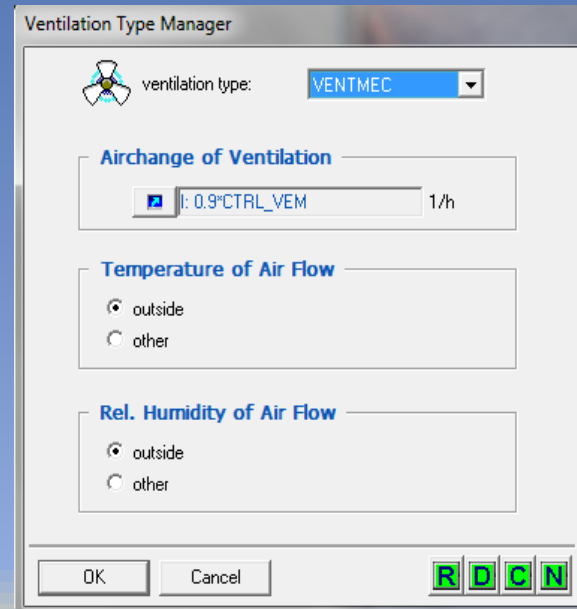 Ventilation Type Manager
ventilation type: VENTMEC
Airchange of Ventilation
I: 0.9*CTRL_VEM 1/h
Temperature of Air Flow
outside
other
Rel. Humidity of Air Flow
outside
other
OK Cancel R D C N